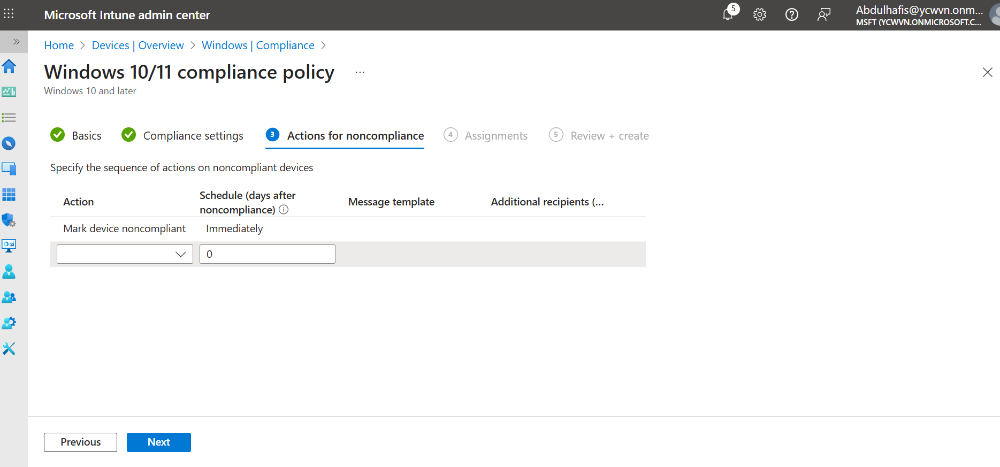 Microsoft Intune admin center
5
Abdulhafis@ycwvn.onm...
MSFT (YCWVN.ONMICROSOFT.C...
Home > Devices | Overview > Windows | Compliance >
Windows 10/11 compliance policy ...
Windows 10 and later
Basics
Compliance settings
3 Actions for noncompliance
4 Assignments
5 Review + create
Specify the sequence of actions on noncompliant devices
Action
Schedule (days after
noncompliance)
Message template
Additional recipients (...
Mark device noncompliant
Immediately
0
Previous
Next